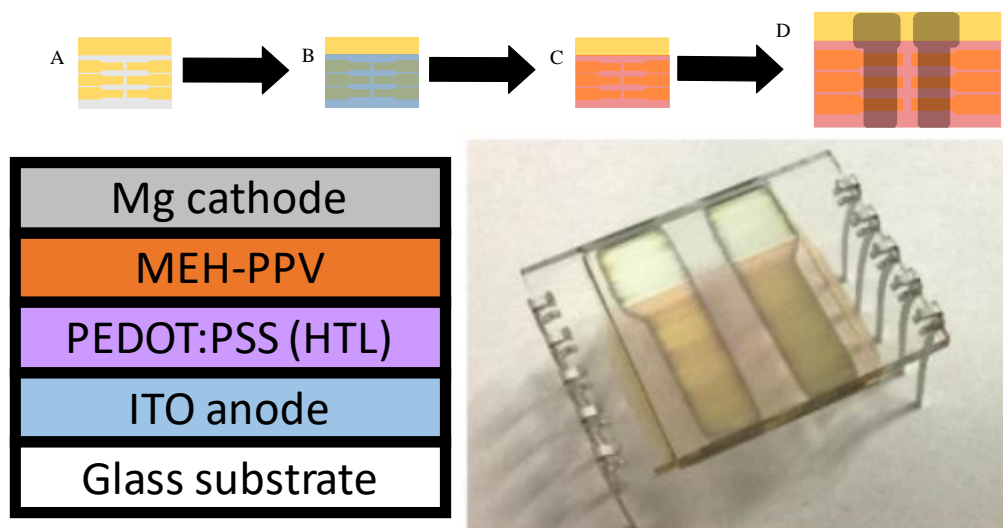 A
B
C
D
Mg cathode
MEH-PPV
PEDOT:PSS (HTL)
ITO anode
Glass substrate